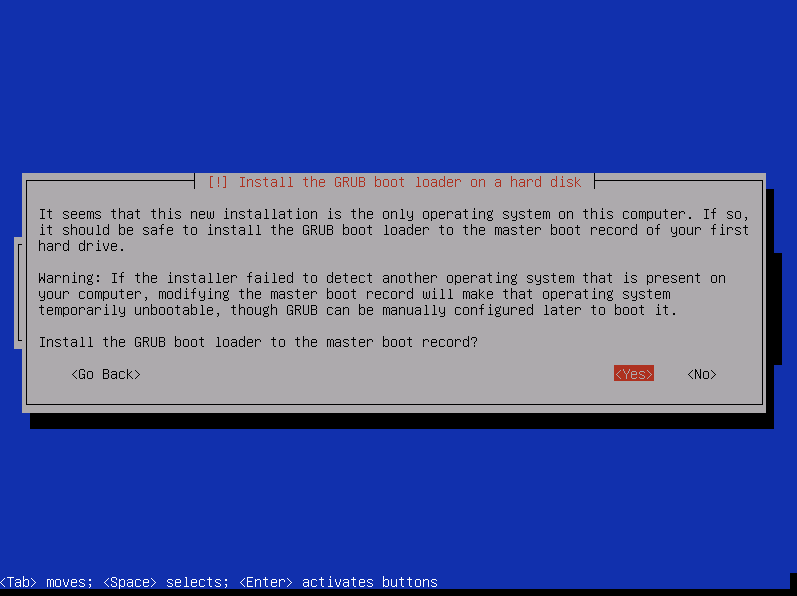 [!] Install the GRUB boot loader on a hard disk
It seems that this new installation is the only operating system on this computer. If so,
it should be safe to install the GRUB boot loader to the master boot record of your first
hard drive.
Warning: If the installer failed to detect another operating system that is present on
your computer, modifying the master boot record will make that operating system
temporarily unbootable, though GRUB can be manually configured later to boot it.
Install the GRUB boot loader to the master boot record?
<Go Back> <Yes> <No>
<Tab> moves; <Space> selects; <Enter> activates buttons